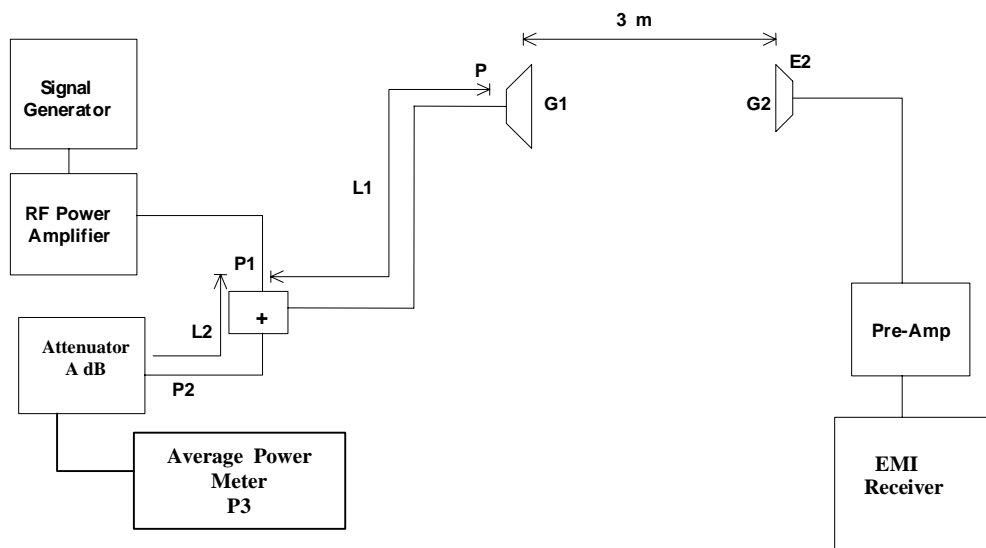 3 m
Signal
Generator
P
E2
G1
G2
L1
RF Power
Amplifier
P1
+
L2
Attenuator
A dB
P2
Pre-Amp
Average Power
Meter
P3
EMI
Receiver